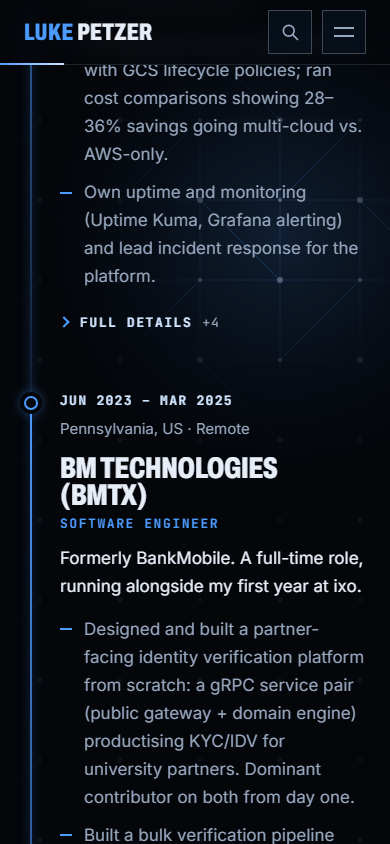 LUKE PETZER
with GCS lifecycle policies; ran
cost comparisons showing 28–
36% savings going multi-cloud vs.
AWS-only.
Own uptime and monitoring
(Uptime Kuma, Grafana alerting)
and lead incident response for the
platform.
FULL DETAILS +4
JUN 2023 – MAR 2025
Pennsylvania, US · Remote
BM TECHNOLOGIES
(BMTX)
SOFTWARE ENGINEER
Formerly BankMobile. A full-time role,
running alongside my first year at ixo.
Designed and built a partner-
facing identity verification platform
from scratch: a gRPC service pair
(public gateway + domain engine)
productising KYC/IDV for
university partners. Dominant
contributor on both from day one.
Built a bulk verification pipeline